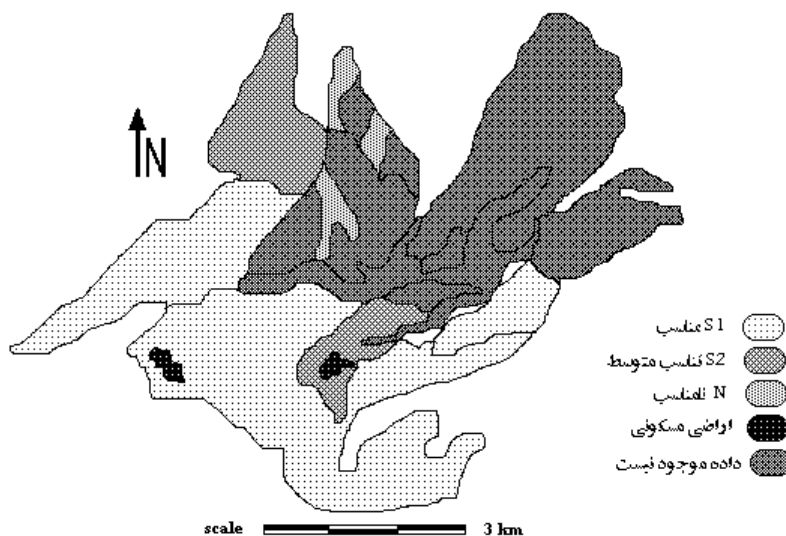 N
S1 مناسب
S2 تناسب متوسط
N نامناسب
اراضی مسکونی
داده موجود نیست
scale 3 km